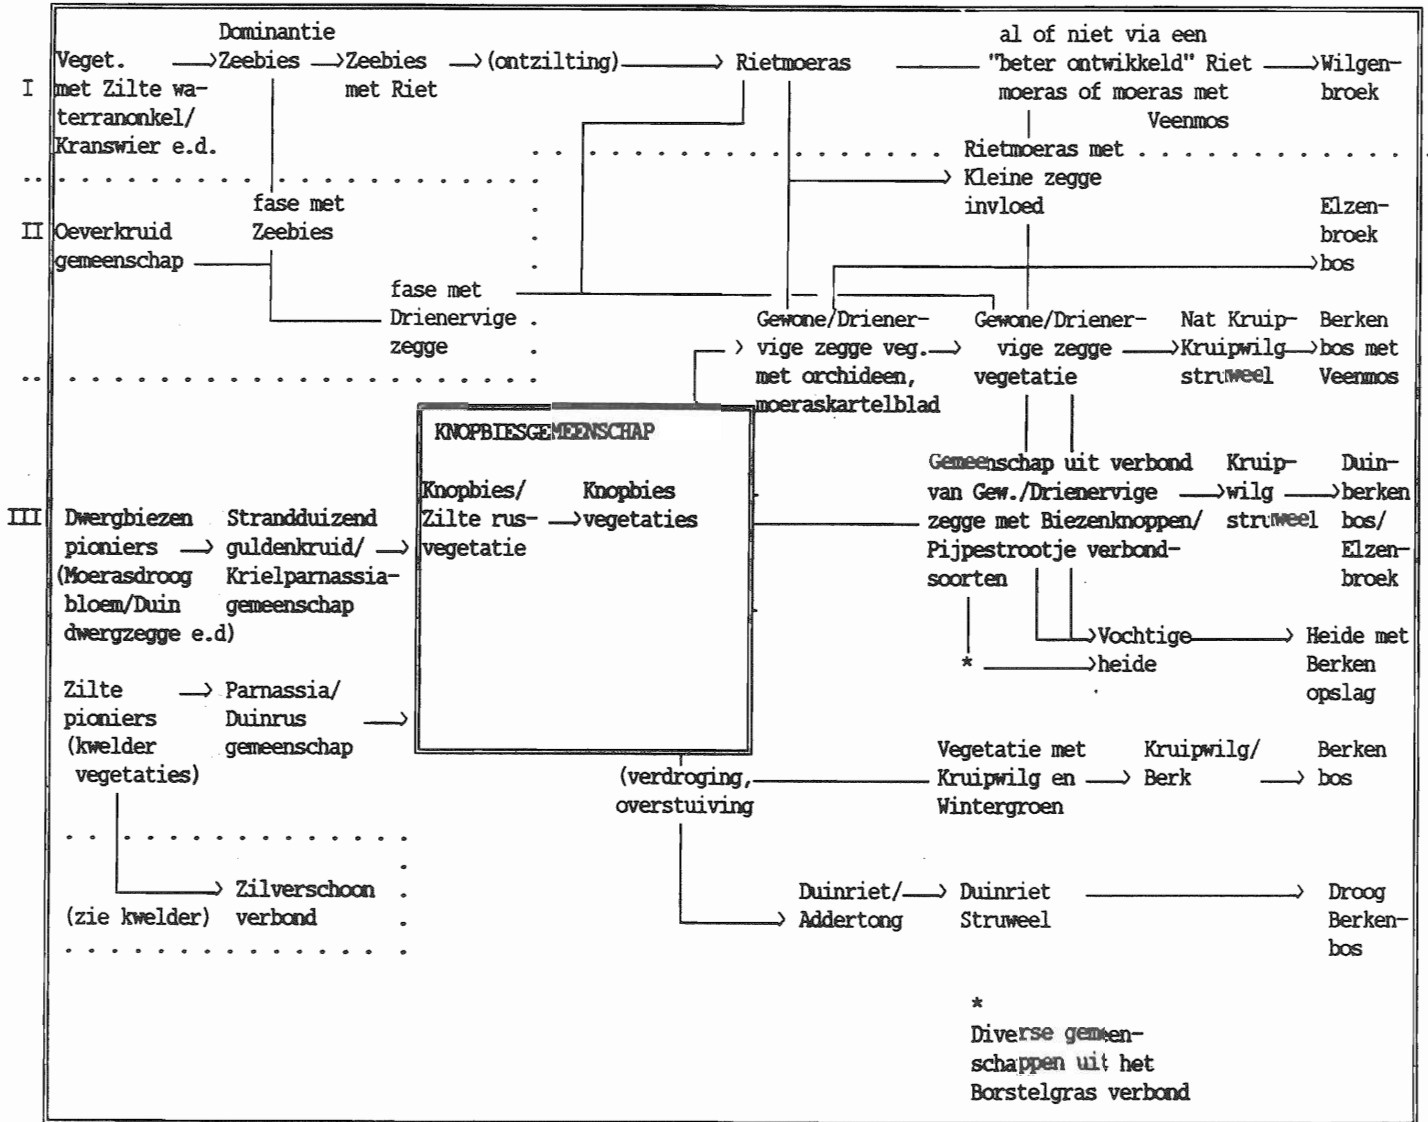 Dominantie
al of niet via een
Veget. Zeebies Zeebies (ontzilting) Rietmoeras "beter ontwikkeld" Riet Wilgen-
I met Zilte wa- met Riet moeras of moeras met broek
terranonkel/ Veenmos
Kranswier e.d. Rietmoeras met
Kleine zegge
fase met invloed Elzen-
II Oeverkruid Zeebies broek
gemeenschap bos
fase met
Drienervige Gewone/Driener- Gewone/Driener- Nat Kruip- Berken
zegge vige zegge veg. vige zegge Kruipwilg bos met
met orchideen, vegetatie struweel Veenmos
moeraskartelblad
KNOPBIESGEMEENSCHAP
Gemeenschap uit verbond Kruip- Duin-
Knopbies/ Knopbies van Gew./Drienervige wilg berken
III Dwergbiezen Strandduizend Zilte rus- vegetaties zegge met Biezenknoppen/ struweel bos/
pioniers guldenkruid/ vegetatie Pijpestrootje verbond- Elzen-
(Moerasdroog Krielparnassia- soorten broek
bloem/Duin gemeenschap
dwergzegge e.d) Vochtige Heide met
* heide Berken
Zilte Parnassia/ opslag
pioniers Duinrus
(kwelder gemeenschap Vegetatie met Kruipwilg/ Berken
vegetaties) (verdroging, Kruipwilg en Berk bos
overstuiving Wintergroen
Zilverschoon Duinriet/ Duinriet Droog
(zie kwelder) verbond Addertong Struweel Berken-
bos
*
Diverse gemeen-
schappen uit het
Borstelgras verbond